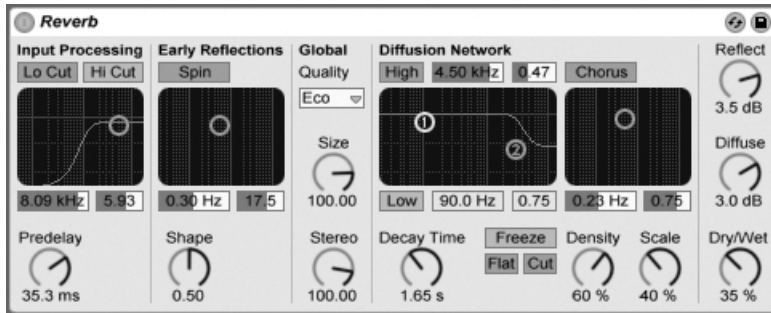 Reverb
Input Processing
Lo Cut Hi Cut
8.09 kHz 5.93
Predelay
35.3 ms
Early Reflections
Spin
0.30 Hz 17.5
Shape
0.50
Global
Quality
Eco
Size
100.00
Stereo
100.00
Diffusion Network
High 4.50 kHz 0.47 Chorus
1
2
Low 90.0 Hz 0.75 0.23 Hz 0.75
Decay Time
1.65 s
Freeze
Flat Cut
Density
60 %
Scale
40 %
Reflect
3.5 dB
Diffuse
3.0 dB
Dry/Wet
35 %